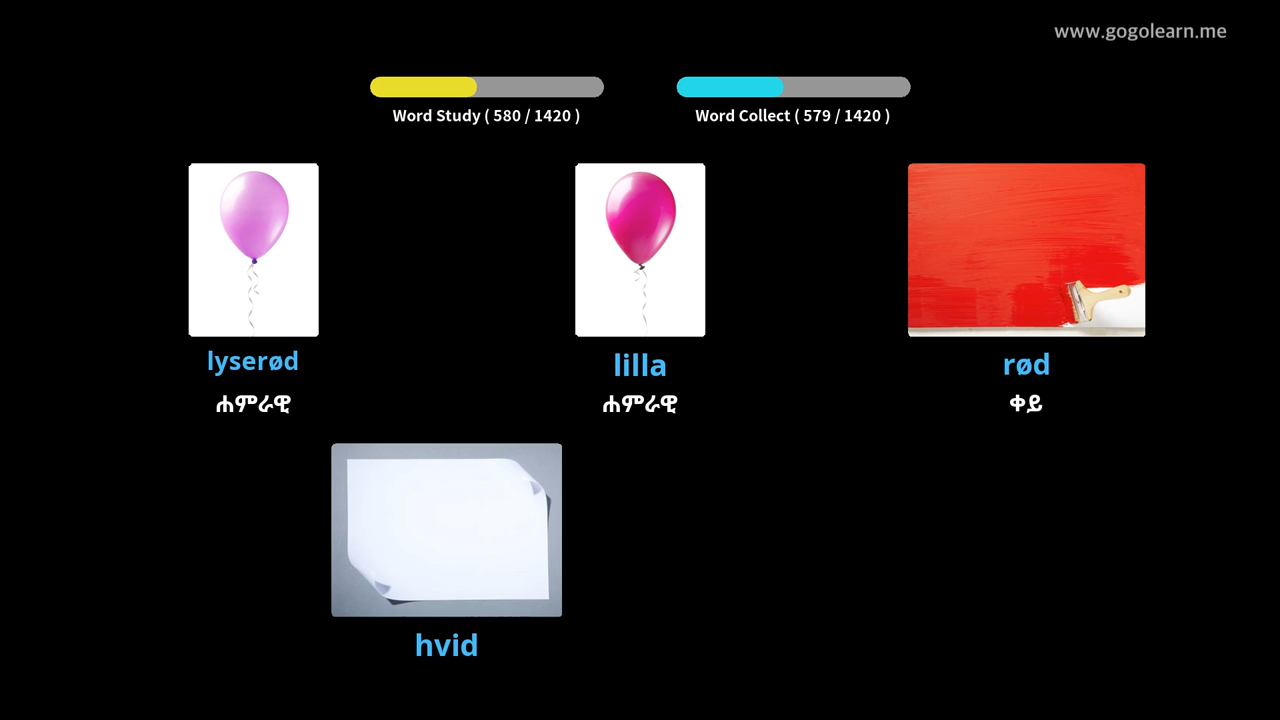 www.gogolearn.me
Word Study ( 580 / 1420 )
Word Collect ( 579 / 1420 )
lyserød
lilla
rød
ሐምራዊ
ሐምራዊ
ቀይ
hvid